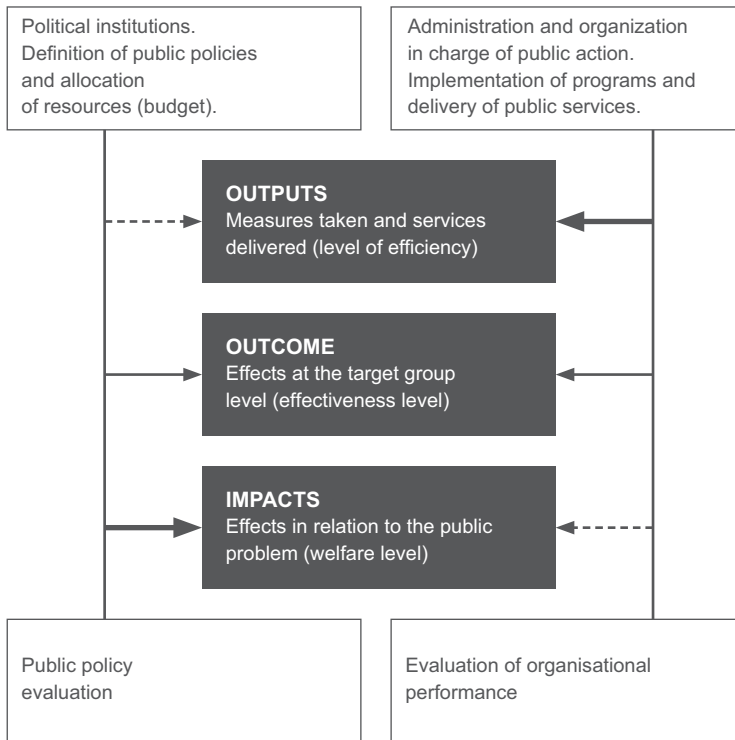 Political institutions.
Definition of public policies
and allocation
of resources (budget).
Administration and organization
in charge of public action.
Implementation of programs and
delivery of public services.
OUTPUTS
Measures taken and services
delivered (level of efficiency)
OUTCOME
Effects at the target group
level (effectiveness level)
IMPACTS
Effects in relation to the public
problem (welfare level)
Public policy
evaluation
Evaluation of organisational
performance